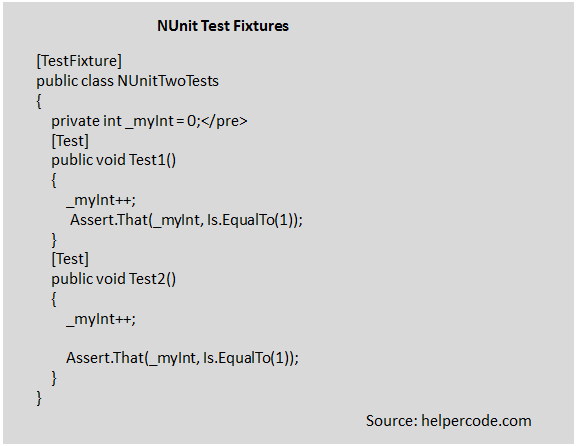 NUnit Test Fixtures
[TestFixture]
public class NUnitTwoTests
{
private int _myInt = 0;</pre>
[Test]
public void Test1()
{
_myInt++;
Assert.That(_myInt, Is.EqualTo(1));
}
[Test]
public void Test2()
{
_myInt++;
Assert.That(_myInt, Is.EqualTo(1));
}
}
Source: helpercode.com